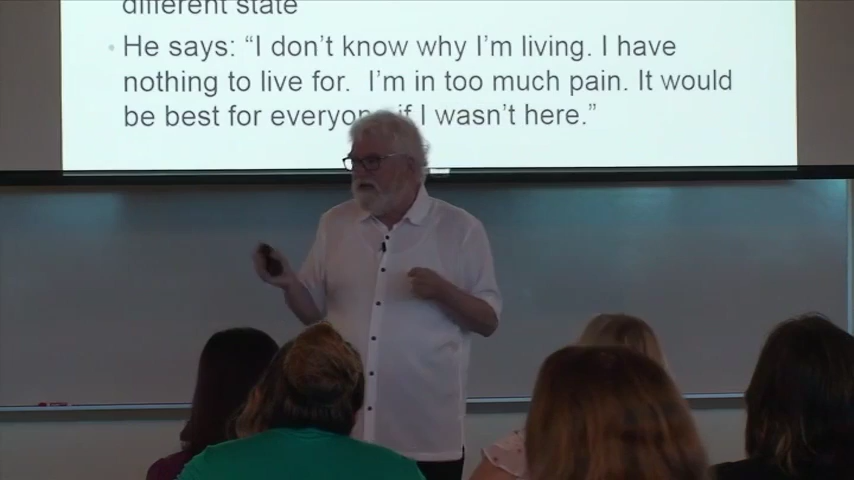 different state
He says: “I don’t know why I’m living. I have
nothing to live for. I’m in too much pain. It would
be best for everyone if I wasn’t here.”